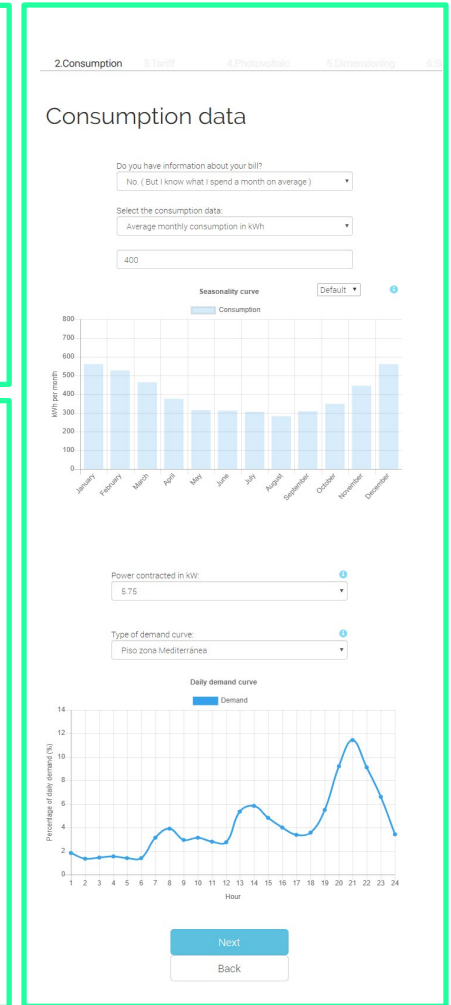 2.Consumption 3.Tariff 4.Photovoltaic 5.Dimensioning
Consumption data
Do you have information about your bill?
No. ( But I know what I spend a month on average )
Select the consumption data:
Average monthly consumption in kWh
400
Seasonality curve
Default
Consumption
kWh per month
800
700
600
500
400
300
200
100
0
January February March April May June July August September October November December
Power contracted in kW:
5.75
Type of demand curve:
Piso zona Mediterránea
Daily demand curve
Demand
Percentage of daily demand (%)
14
12
10
8
6
4
2
0
1 2 3 4 5 6 7 8 9 10 11 12 13 14 15 16 17 18 19 20 21 22 23 24
Hour
Next
Back